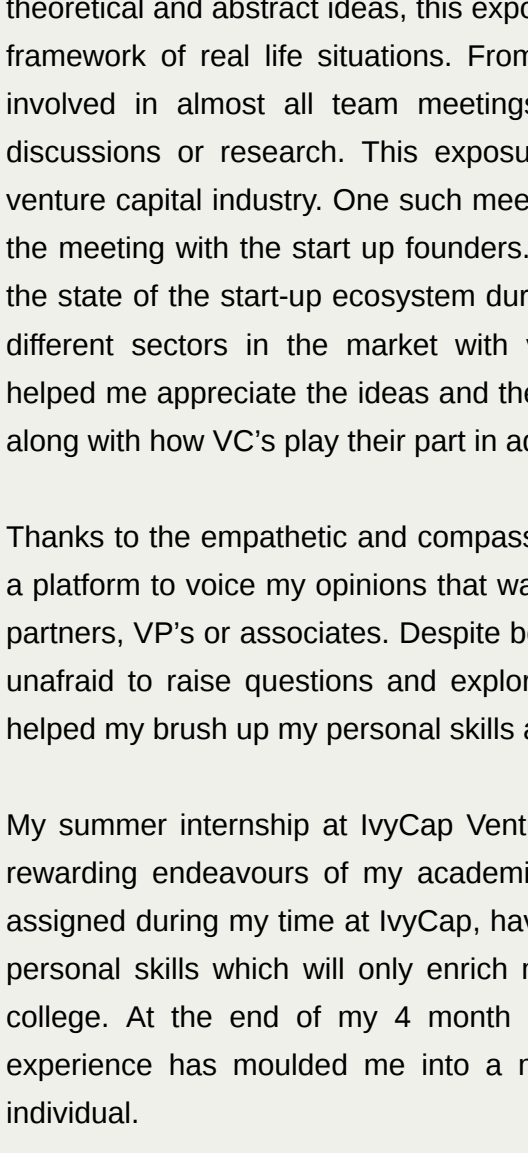 theoretical and abstract ideas, this expo
framework of real life situations. From
involved in almost all team meetings
discussions or research. This exposu
venture capital industry. One such mee
the meeting with the start up founders.
the state of the start-up ecosystem dur
different sectors in the market with
helped me appreciate the ideas and the
along with how VC’s play their part in ad
Thanks to the empathetic and compass
a platform to voice my opinions that wa
partners, VP’s or associates. Despite be
unafraid to raise questions and explor
helped my brush up my personal skills a
My summer internship at IvyCap Vent
rewarding endeavours of my academi
assigned during my time at IvyCap, hav
personal skills which will only enrich
college. At the end of my 4 month
experience has moulded me into a
individual.